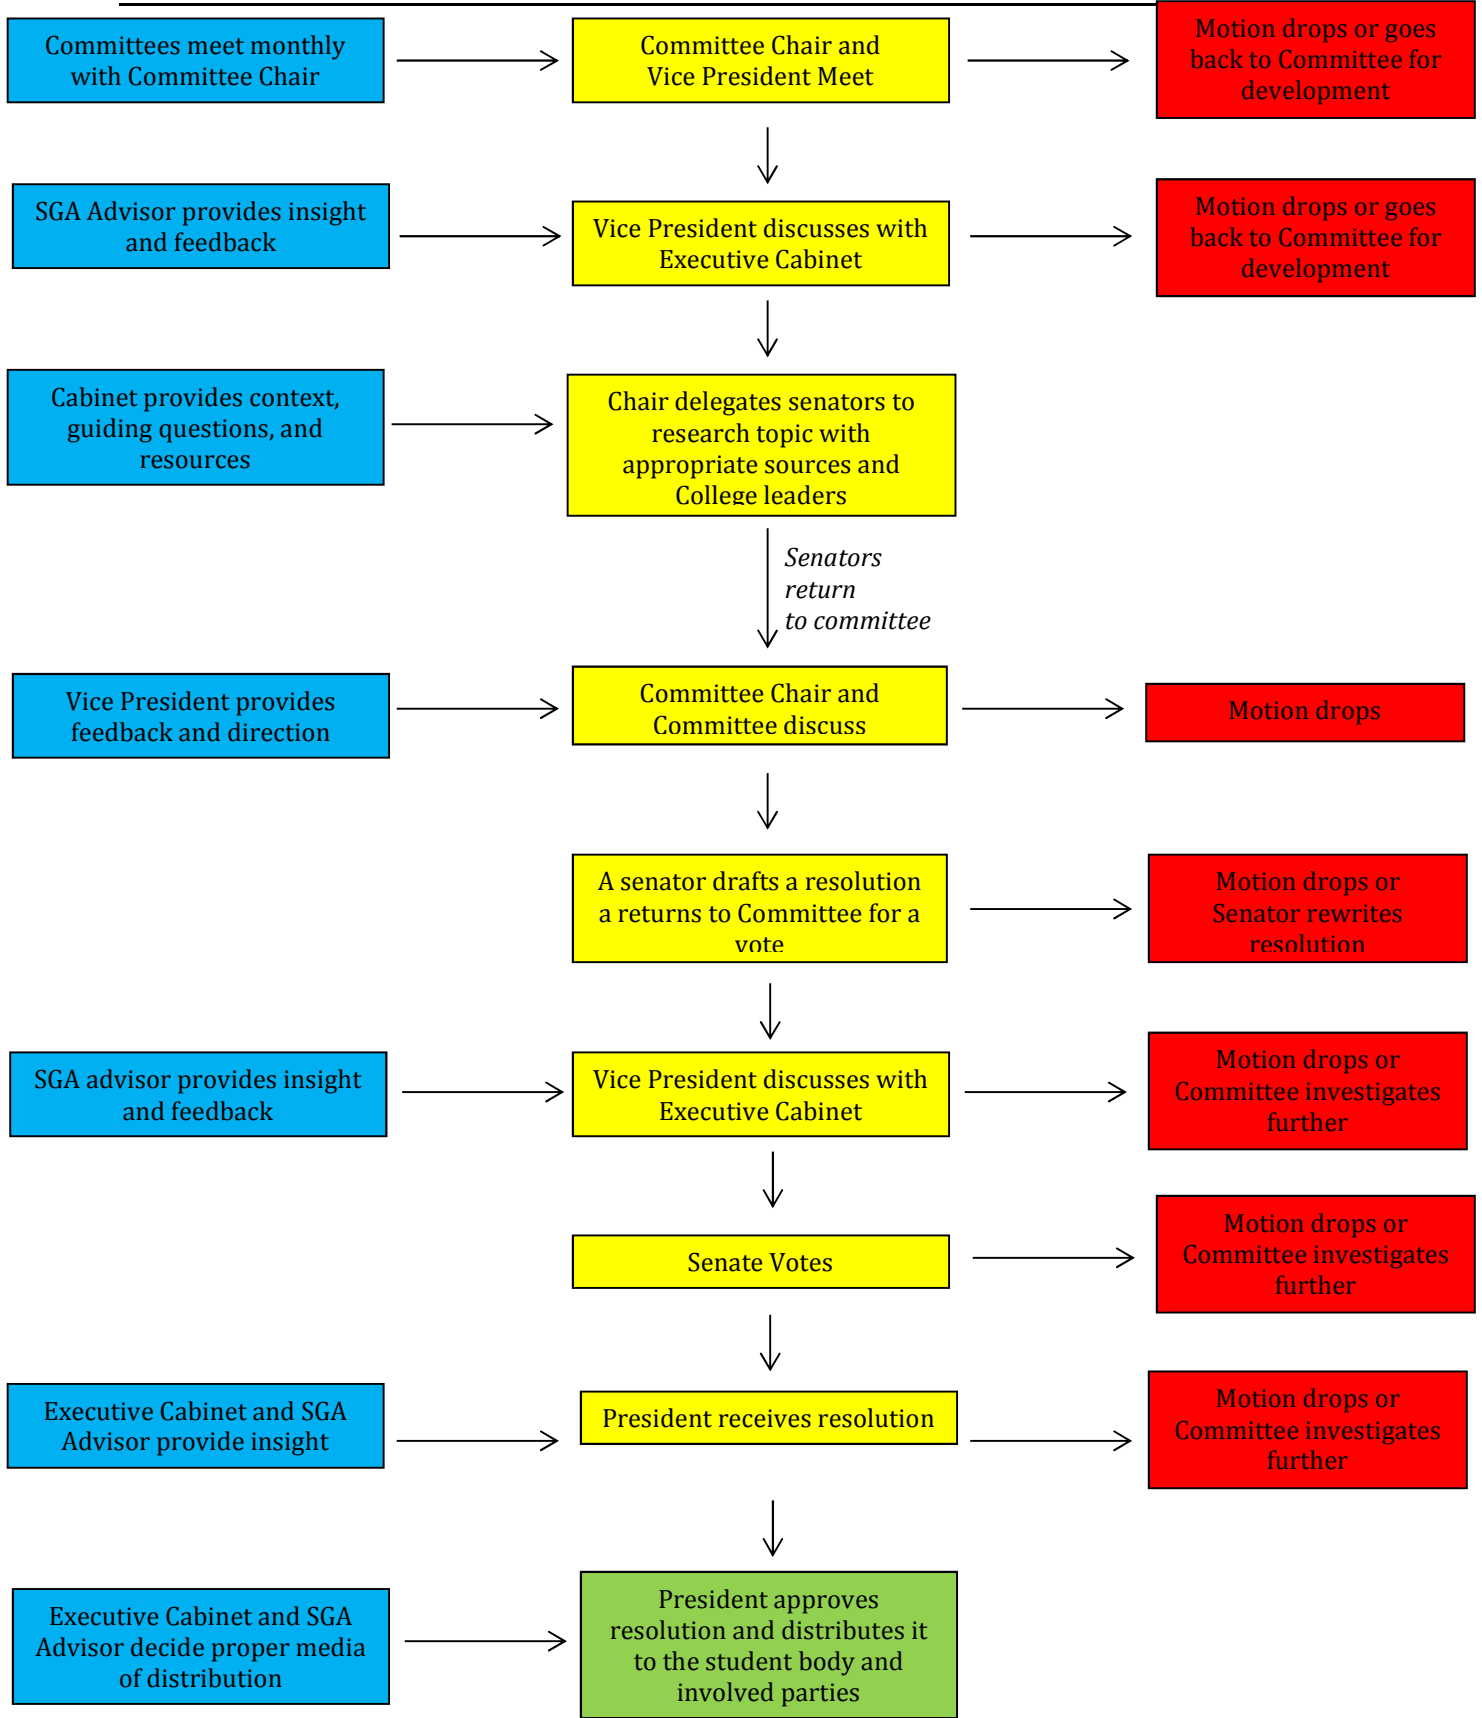 Committees meet monthly
with Committee Chair
Committee Chair and
Vice President Meet
Motion drops or goes
back to Committee for
development
SGA Advisor provides insight
and feedback
Vice President discusses with
Executive Cabinet
Motion drops or goes
back to Committee for
development
Cabinet provides context,
guiding questions, and
resources
Chair delegates senators to
research topic with
appropriate sources and
College leaders
Senators
return
to committee
Vice President provides
feedback and direction
Committee Chair and
Committee discuss
Motion drops
A senator drafts a resolution
a returns to Committee for a
vote
Motion drops or
Senator rewrites
resolution
SGA advisor provides insight
and feedback
Vice President discusses with
Executive Cabinet
Motion drops or
Committee investigates
further
Senate Votes
Motion drops or
Committee investigates
further
Executive Cabinet and SGA
Advisor provide insight
President receives resolution
Motion drops or
Committee investigates
further
Executive Cabinet and SGA
Advisor decide proper media
of distribution
President approves
resolution and distributes it
to the student body and
involved parties